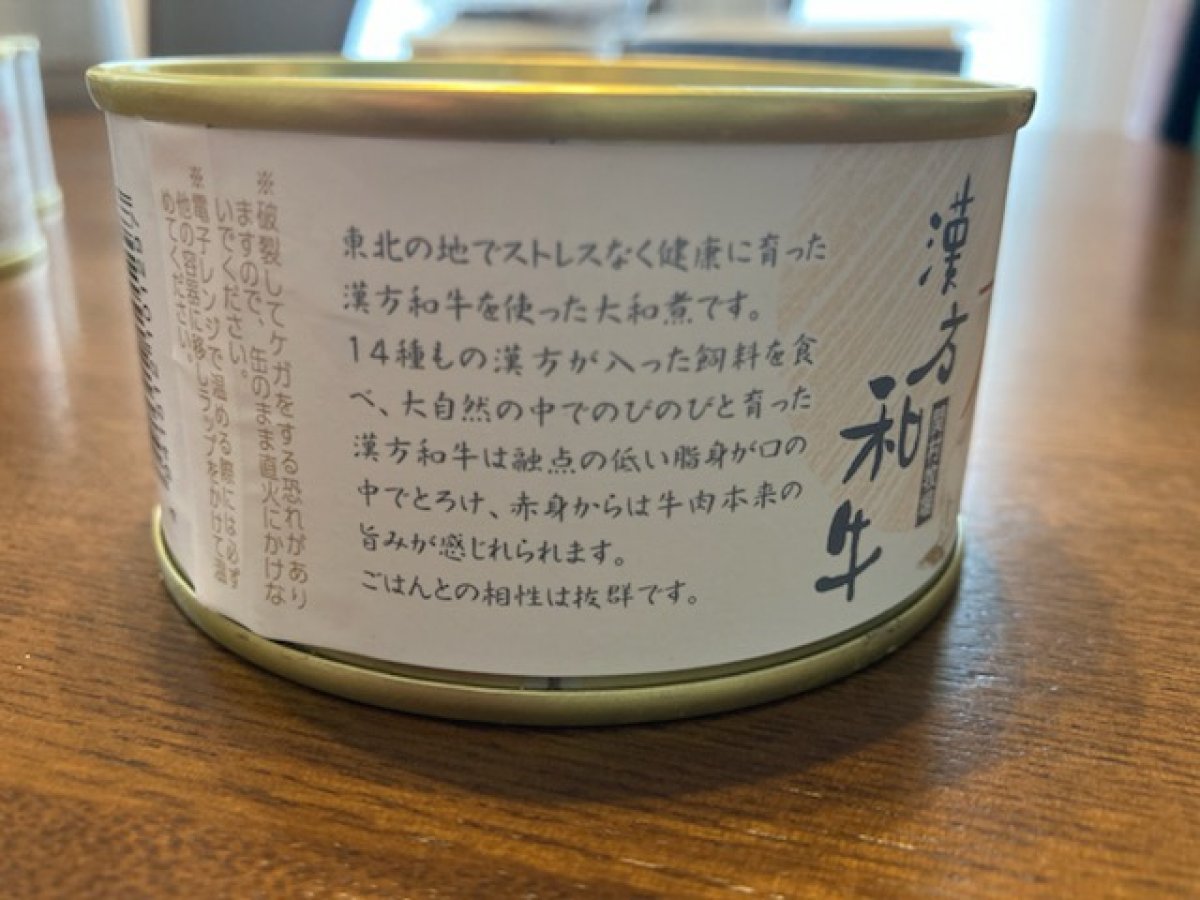 漢方和牛
東北の地でストレスなく健康に育った
漢方和牛を使った大和煮です。
14種もの漢方が入った飼料を食
べ、大自然の中でのびのびと育った
漢方和牛は融点の低い脂身が口の
中でとろけ、赤身からは牛肉本来の
旨みが感じれられます。
ごはんとの相性は抜群です。
※破裂してケガをする恐れがあり
ますので、缶のまま直火にかけな
いでください。
※電子レンジで温める際には必ず
他の容器に移しラップをかけて温
めてください。